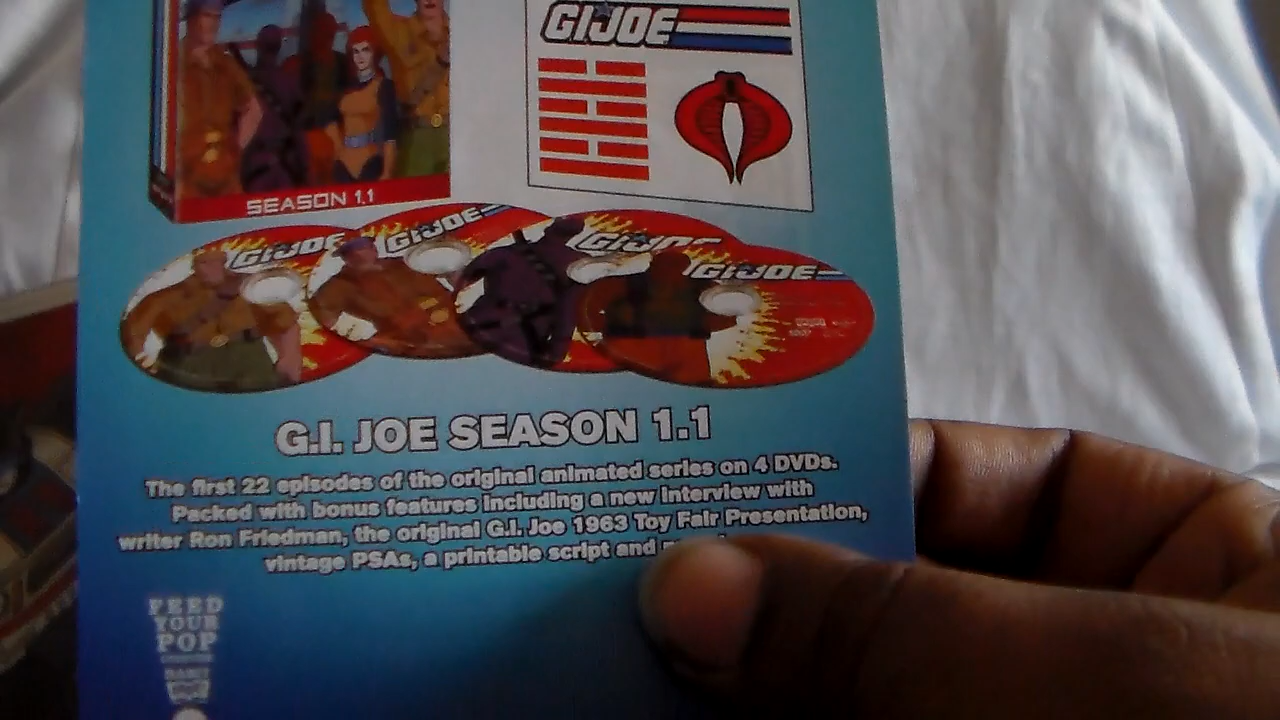 G.I.JOE
SEASON 1.1
G.I.JOE
G.I.JOE
G.I.JOE
G.I. JOE SEASON 1.1
The first 22 episodes of the original animated series on 4 DVDs.
Packed with bonus features including a new interview with
writer Ron Friedman, the original G.I. Joe 1963 Toy Fair Presentation,
vintage PSAs, a printable script and
FEED
YOUR
POP